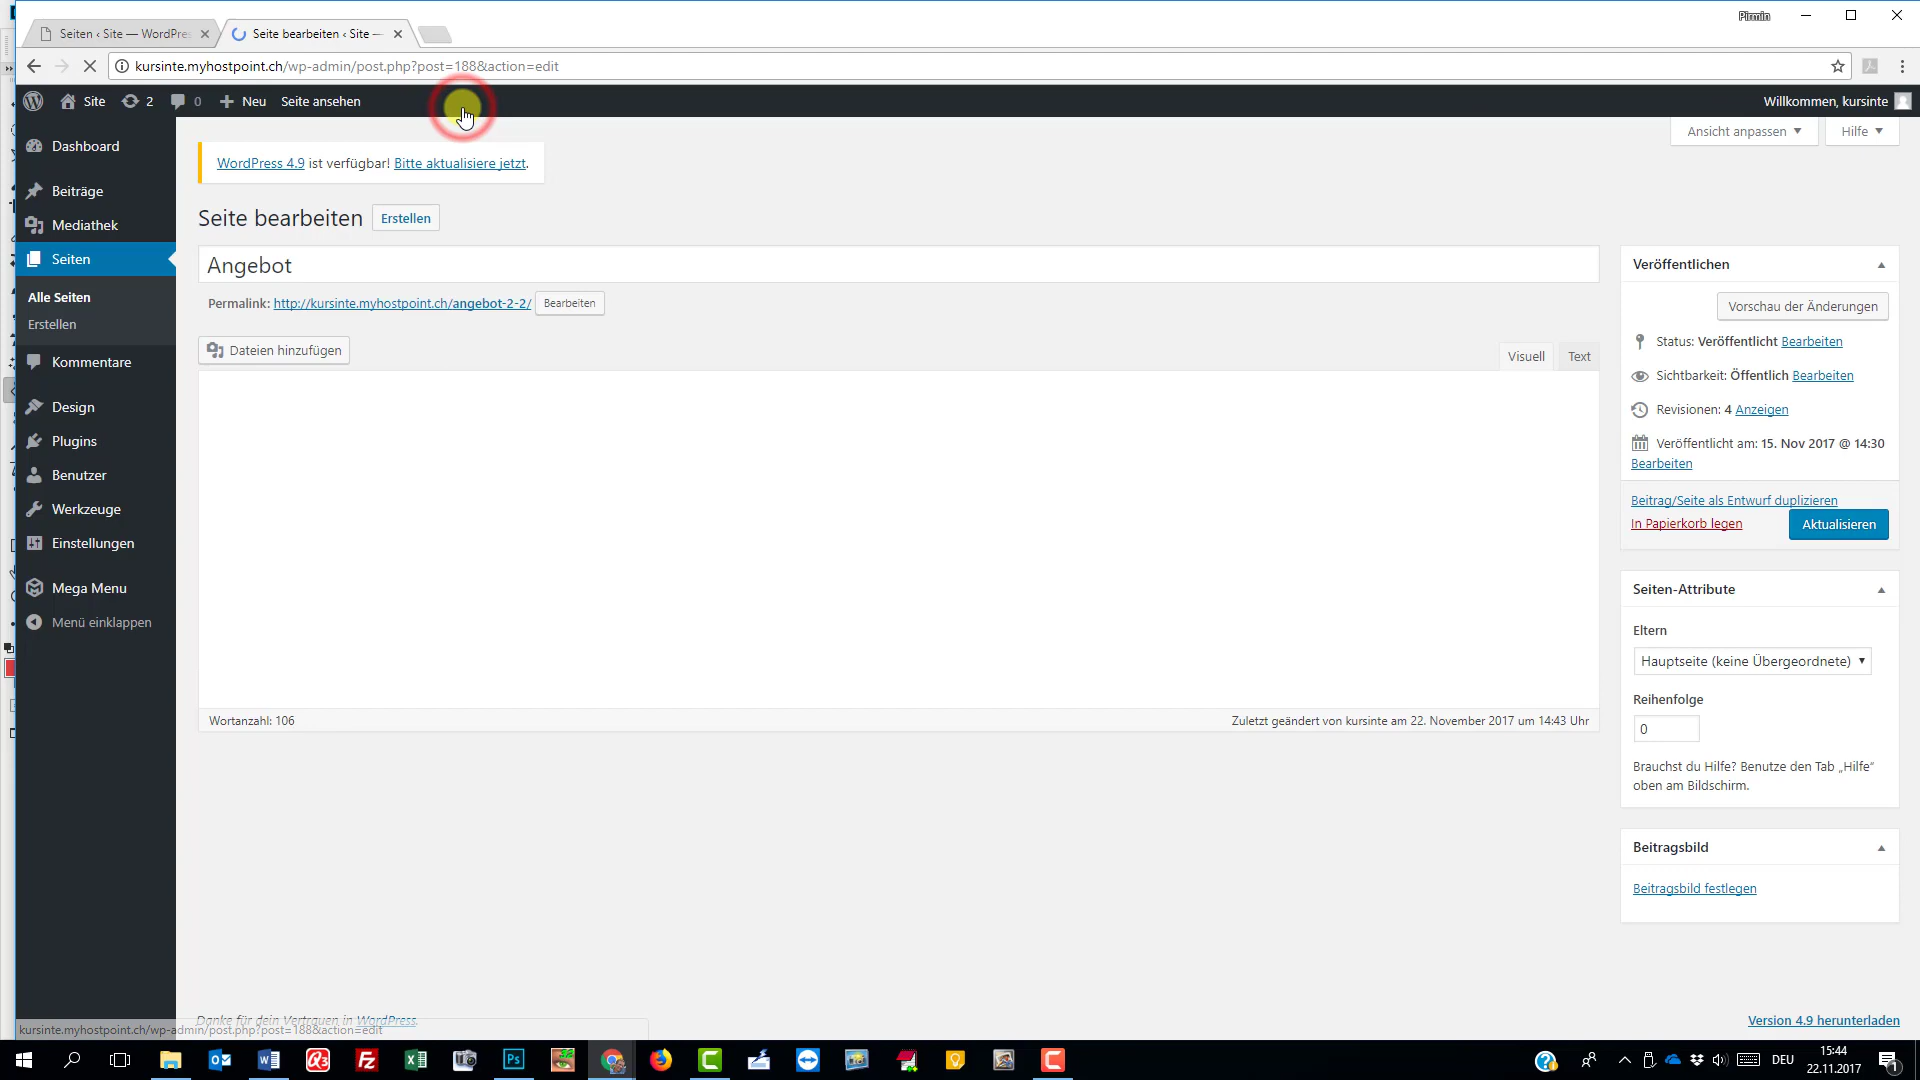 Pirmin
Seiten ‹ Site — WordPre
Seite bearbeiten ‹ Site —
kursinte.myhostpoint.ch/wp-admin/post.php?post=188&action=edit
Site
2
0
Neu
Seite ansehen
Willkommen, kursinte
Ansicht anpassen
Hilfe
Dashboard
Beiträge
Mediathek
Seiten
Alle Seiten
Erstellen
Kommentare
Design
Plugins
Benutzer
Werkzeuge
Einstellungen
Mega Menu
Menü einklappen
WordPress 4.9 ist verfügbar! Bitte aktualisiere jetzt.
Seite bearbeiten
Erstellen
Angebot
Permalink: http://kursinte.myhostpoint.ch/angebot-2-2/
Bearbeiten
Dateien hinzufügen
Visuell
Text
Wortanzahl: 106
Zuletzt geändert von kursinte am 22. November 2017 um 14:43 Uhr
Veröffentlichen
Vorschau der Änderungen
Status: Veröffentlicht Bearbeiten
Sichtbarkeit: Öffentlich Bearbeiten
Revisionen: 4 Anzeigen
Veröffentlicht am: 15. Nov 2017 @ 14:30
Bearbeiten
Beitrag/Seite als Entwurf duplizieren
In Papierkorb legen
Aktualisieren
Seiten-Attribute
Eltern
Hauptseite (keine Übergeordnete)
Reihenfolge
0
Brauchst du Hilfe? Benutze den Tab „Hilfe“
oben am Bildschirm.
Beitragsbild
Beitragsbild festlegen
Danke für dein Vertrauen in WordPress.
Version 4.9 herunterladen
kursinte.myhostpoint.ch/wp-admin/post.php?post=188&action=edit
DEU
15:44
22.11.2017
1